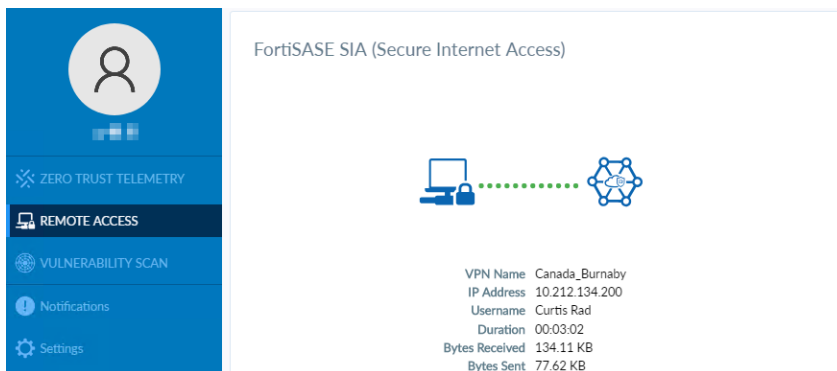 FortiSASE SIA (Secure Internet Access)
ZERO TRUST TELEMETRY
REMOTE ACCESS
VULNERABILITY SCAN
Notifications
Settings
VPN Name Canada_Burnaby
IP Address 10.212.134.200
Username Curtis Rad
Duration 00:03:02
Bytes Received 134.11 KB
Bytes Sent 77.62 KB